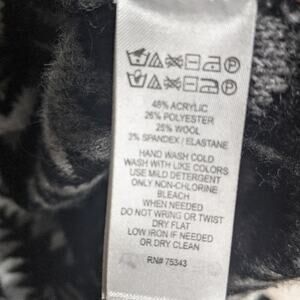 48% ACRYLIC
26% POLYESTER
25% WOOL
2% SPANDEX / ELASTANE
HAND WASH COLD
WASH WITH LIKE COLORS
USE MILD DETERGENT
ONLY NON-CHLORINE
BLEACH
WHEN NEEDED
DO NOT WRING OR TWIST
DRY FLAT
LOW IRON IF NEEDED
OR DRY CLEAN
RN# 75343